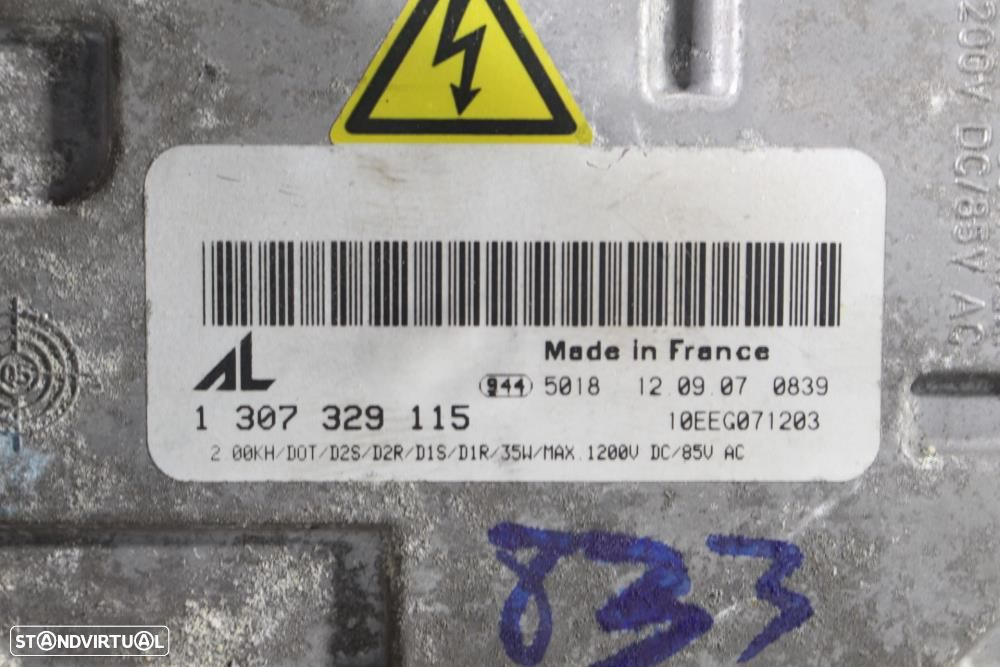 200V DC/85V AC
AL
Made in France
944 5018 12.09.07 0839
1 307 329 115
10EEG071203
2.00KH/DOT/D2S/D2R/D1S/D1R/35W/MAX.1200V DC/85V AC
05
833
STANDVIRTUAL